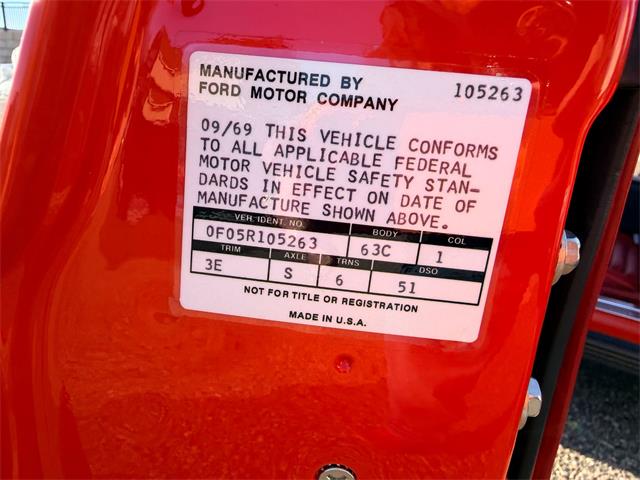 MANUFACTURED BY 105263
FORD MOTOR COMPANY
09/69 THIS VEHICLE CONFORMS
TO ALL APPLICABLE FEDERAL
MOTOR VEHICLE SAFETY STAN-
DARDS IN EFFECT ON DATE OF
MANUFACTURE SHOWN ABOVE.
VEH. IDENT. NO. BODY COL
0F05R105263 63C 1
TRIM AXLE TRNS DSO
3E S 6 51
NOT FOR TITLE OR REGISTRATION
MADE IN U.S.A.